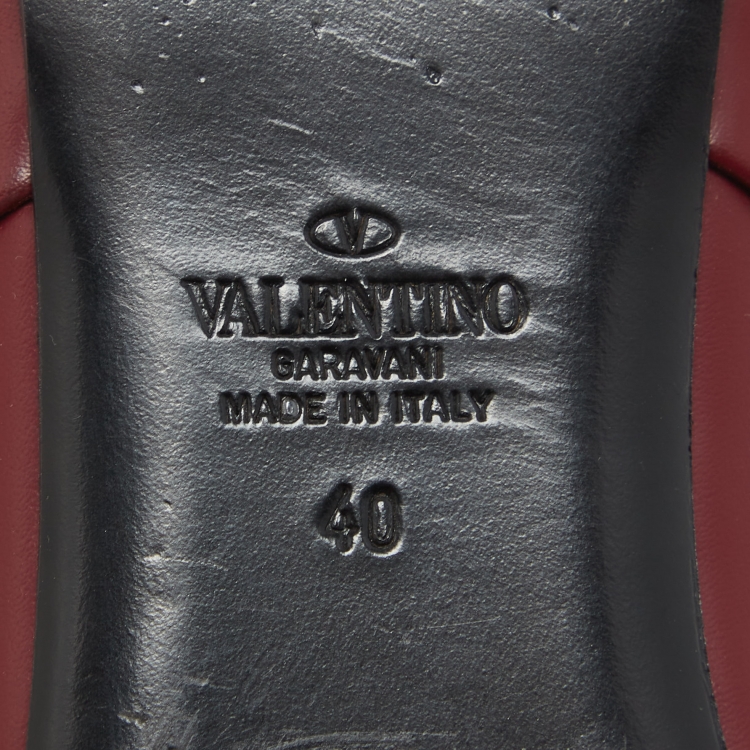 V
VALENTINO
GARAVANI
MADE IN ITALY
40